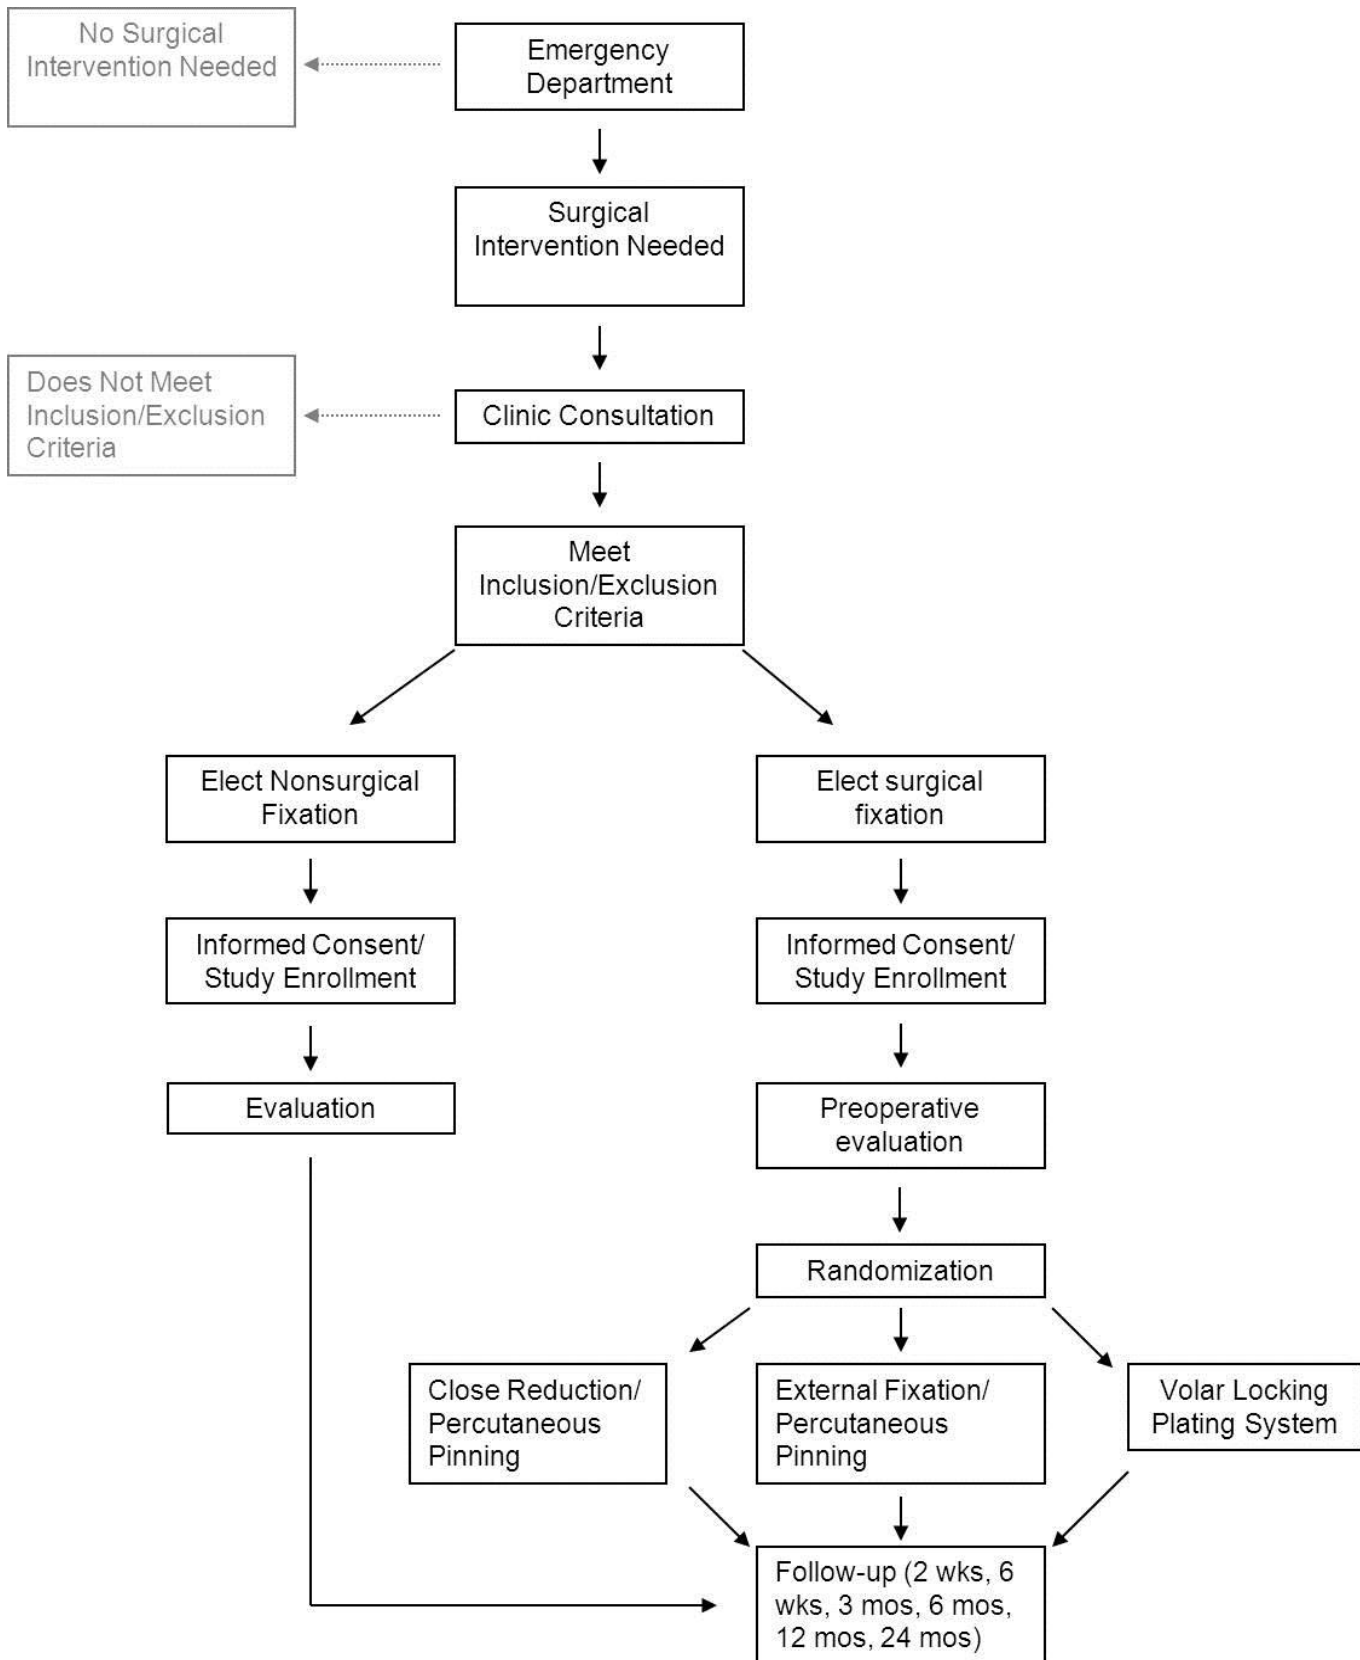 No Surgical
Intervention Needed
Emergency
Department
Surgical
Intervention Needed
Does Not Meet
Inclusion/Exclusion
Criteria
Clinic Consultation
Meet
Inclusion/Exclusion
Criteria
Elect Nonsurgical
Fixation
Elect surgical
fixation
Informed Consent/
Study Enrollment
Informed Consent/
Study Enrollment
Evaluation
Preoperative
evaluation
Randomization
Close Reduction/
Percutaneous
Pinning
External Fixation/
Percutaneous
Pinning
Volar Locking
Plating System
Follow-up (2 wks, 6
wks, 3 mos, 6 mos,
12 mos, 24 mos)